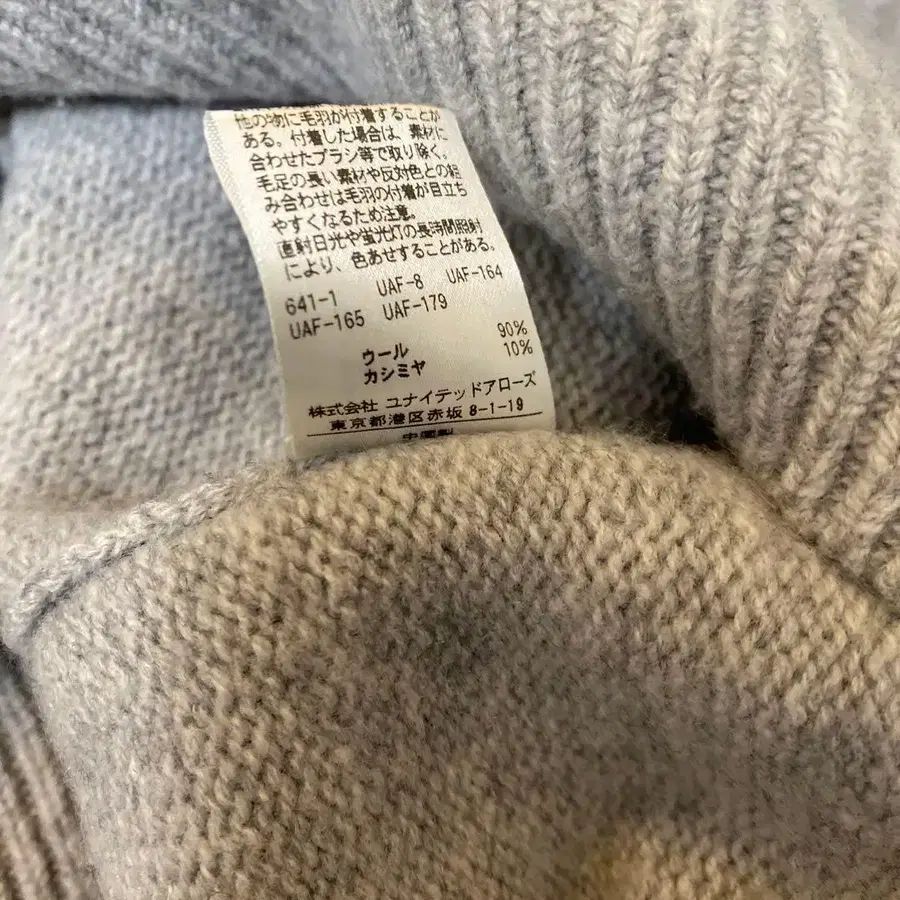 他の物に毛羽が付着することが
ある。付着した場合は、素材に
合わせたブラシ等で取り除く。
毛足の長い素材や反対色との組
み合わせは毛羽の付着が目立ち
やすくなるため注意。
直射日光や蛍光灯の長時間照射
により、色あせすることがある。
641-1 UAF-8 UAF-164
UAF-165 UAF-179
ウール 90%
カシミヤ 10%
株式会社 ユナイテッドアローズ
東京都港区赤坂 8-1-19